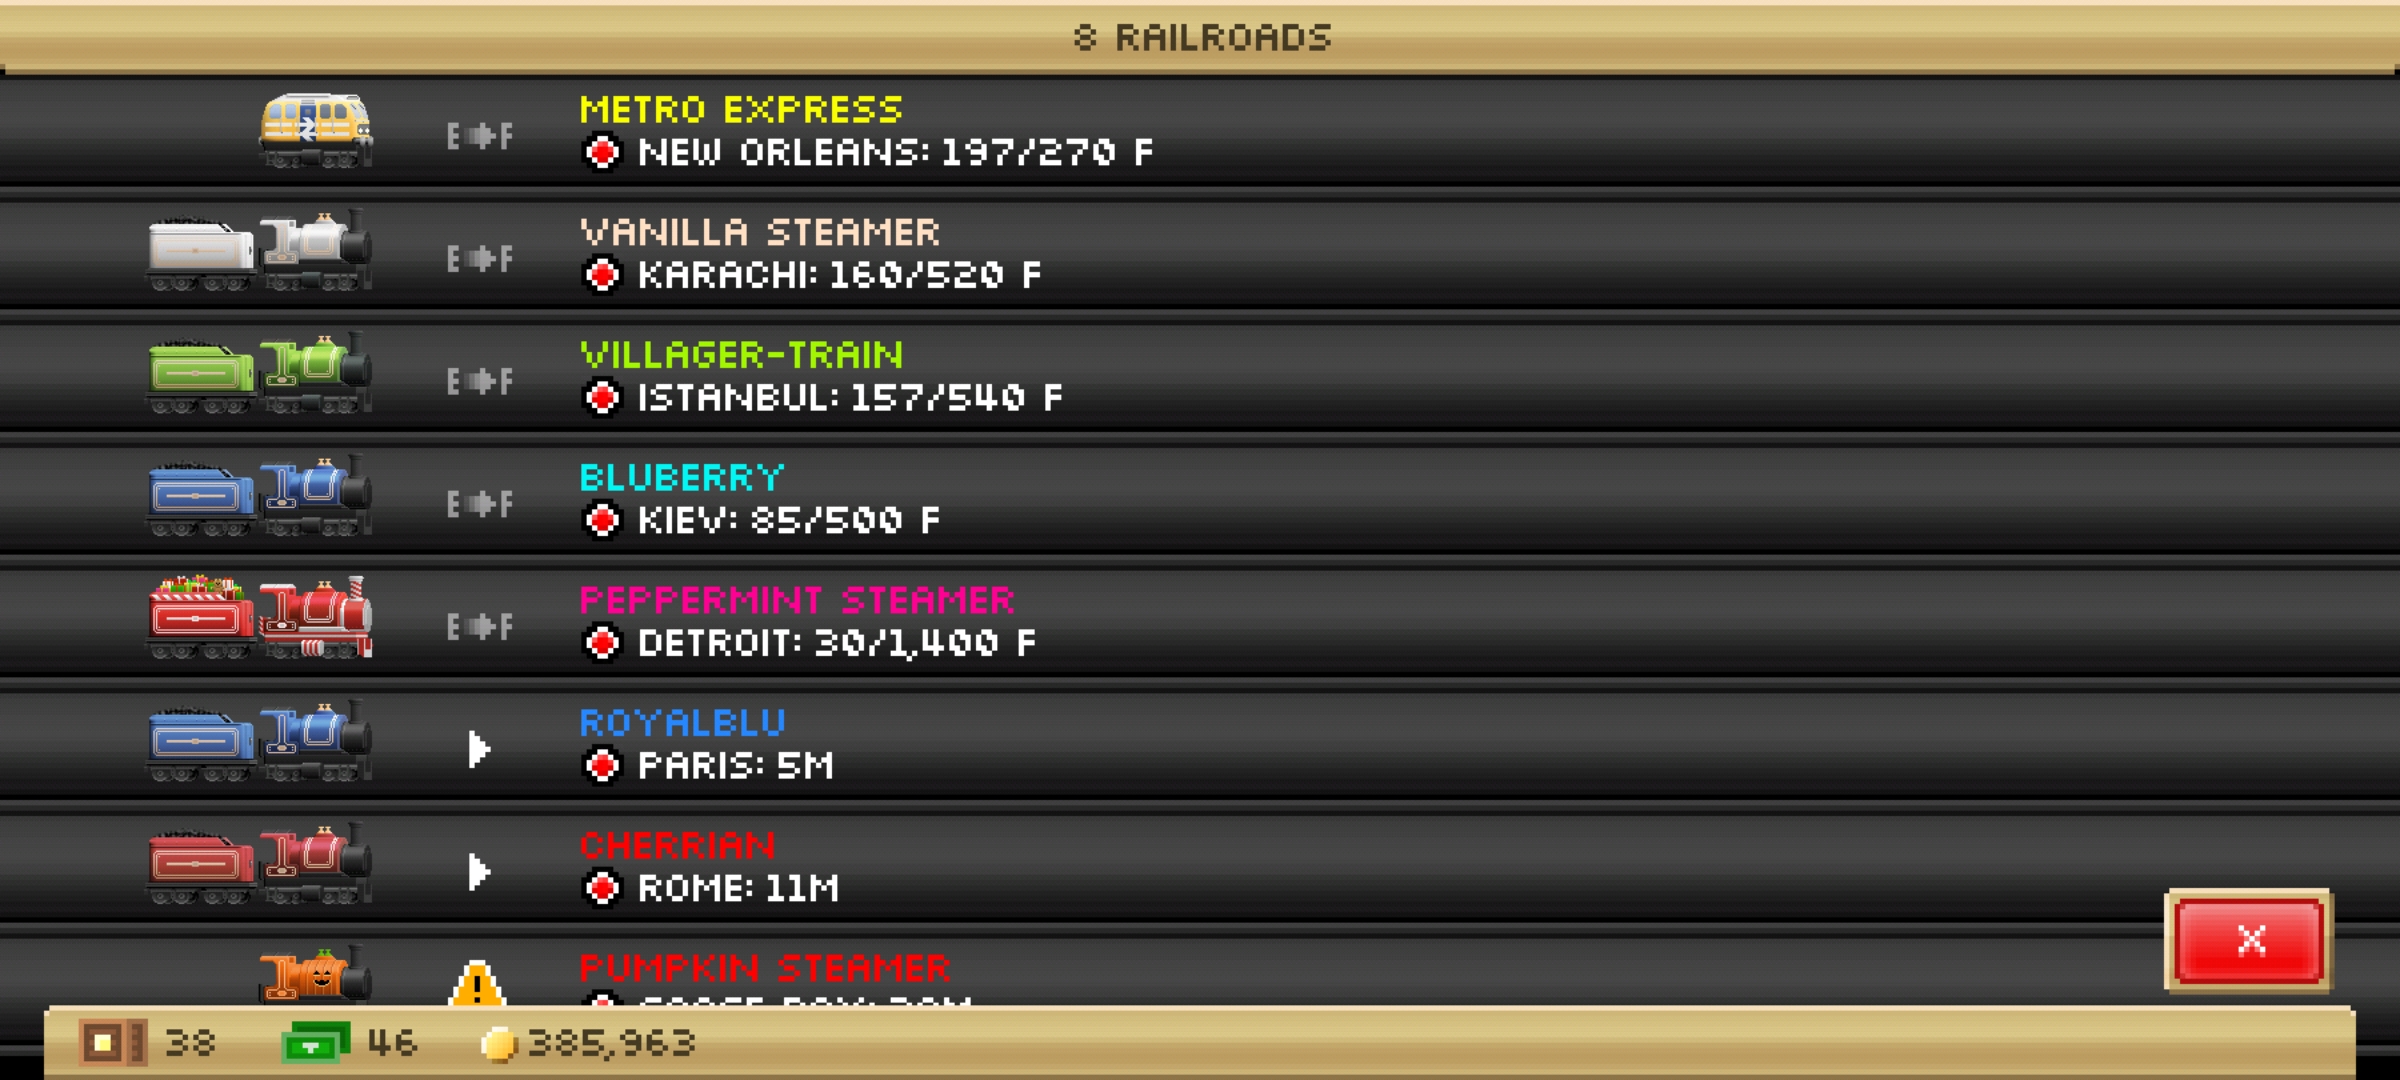 8 RAILROADS
METRO EXPRESS
E F
NEW ORLEANS: 197/270 F
VANILLA STEAMER
E F
KARACHI: 160/520 F
VILLAGER-TRAIN
E F
ISTANBUL: 157/540 F
BLUBERRY
E F
KIEV: 85/500 F
PEPPERMINT STEAMER
E F
DETROIT: 30/1,400 F
ROYALBLU
PARIS: 5M
CHERRIAN
ROME: 11M
X
PUMPKIN STEAMER
38 46 385,963